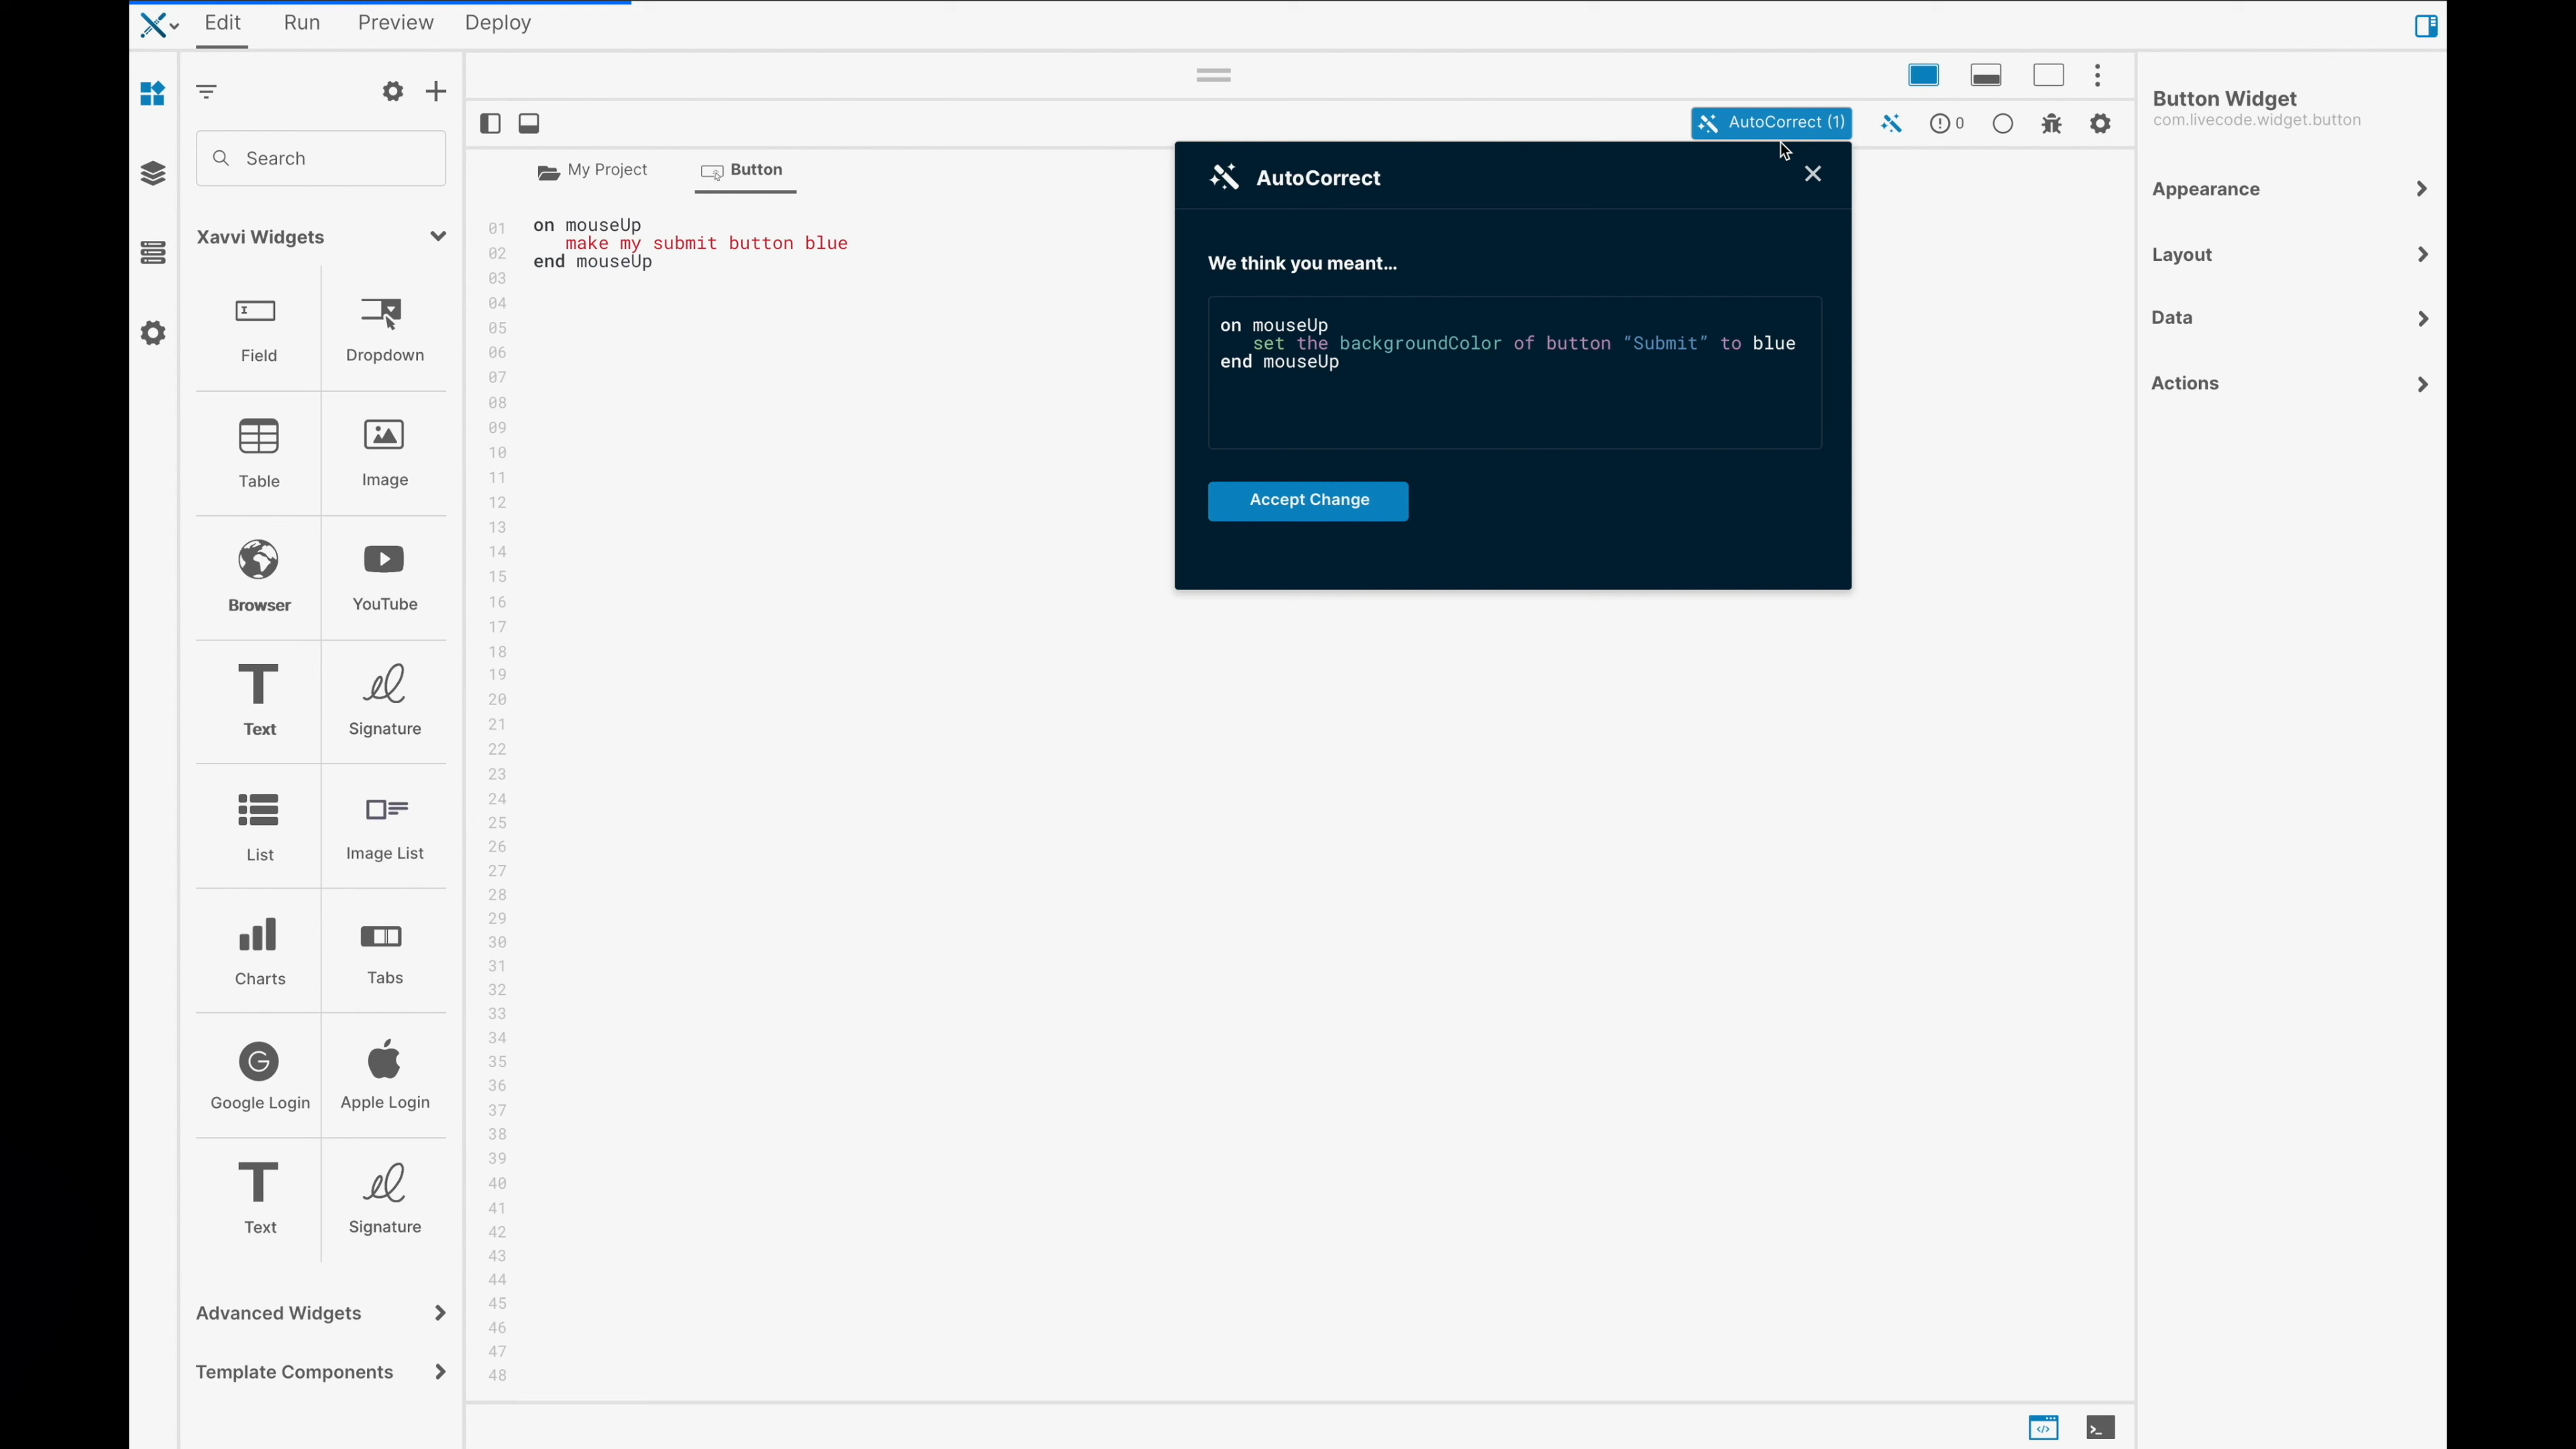 Edit Run Preview Deploy
Search
Xavvi Widgets
Field Dropdown
Table Image
Browser YouTube
Text Signature
List Image List
Charts Tabs
Google Login Apple Login
Text Signature
Advanced Widgets
Template Components
AutoCorrect (1) 0
My Project Button
01 on mouseUp
02 make my submit button blue
03 end mouseUp
04
05
06
07
08
09
10
11
12
13
14
15
16
17
18
19
20
21
22
23
24
25
26
27
28
29
30
31
32
33
34
35
36
37
38
39
40
41
42
43
44
45
46
47
48
AutoCorrect
We think you meant...
on mouseUp
set the backgroundColor of button “Submit” to blue
end mouseUp
Accept Change
Button Widget
com.livecode.widget.button
Appearance
Layout
Data
Actions